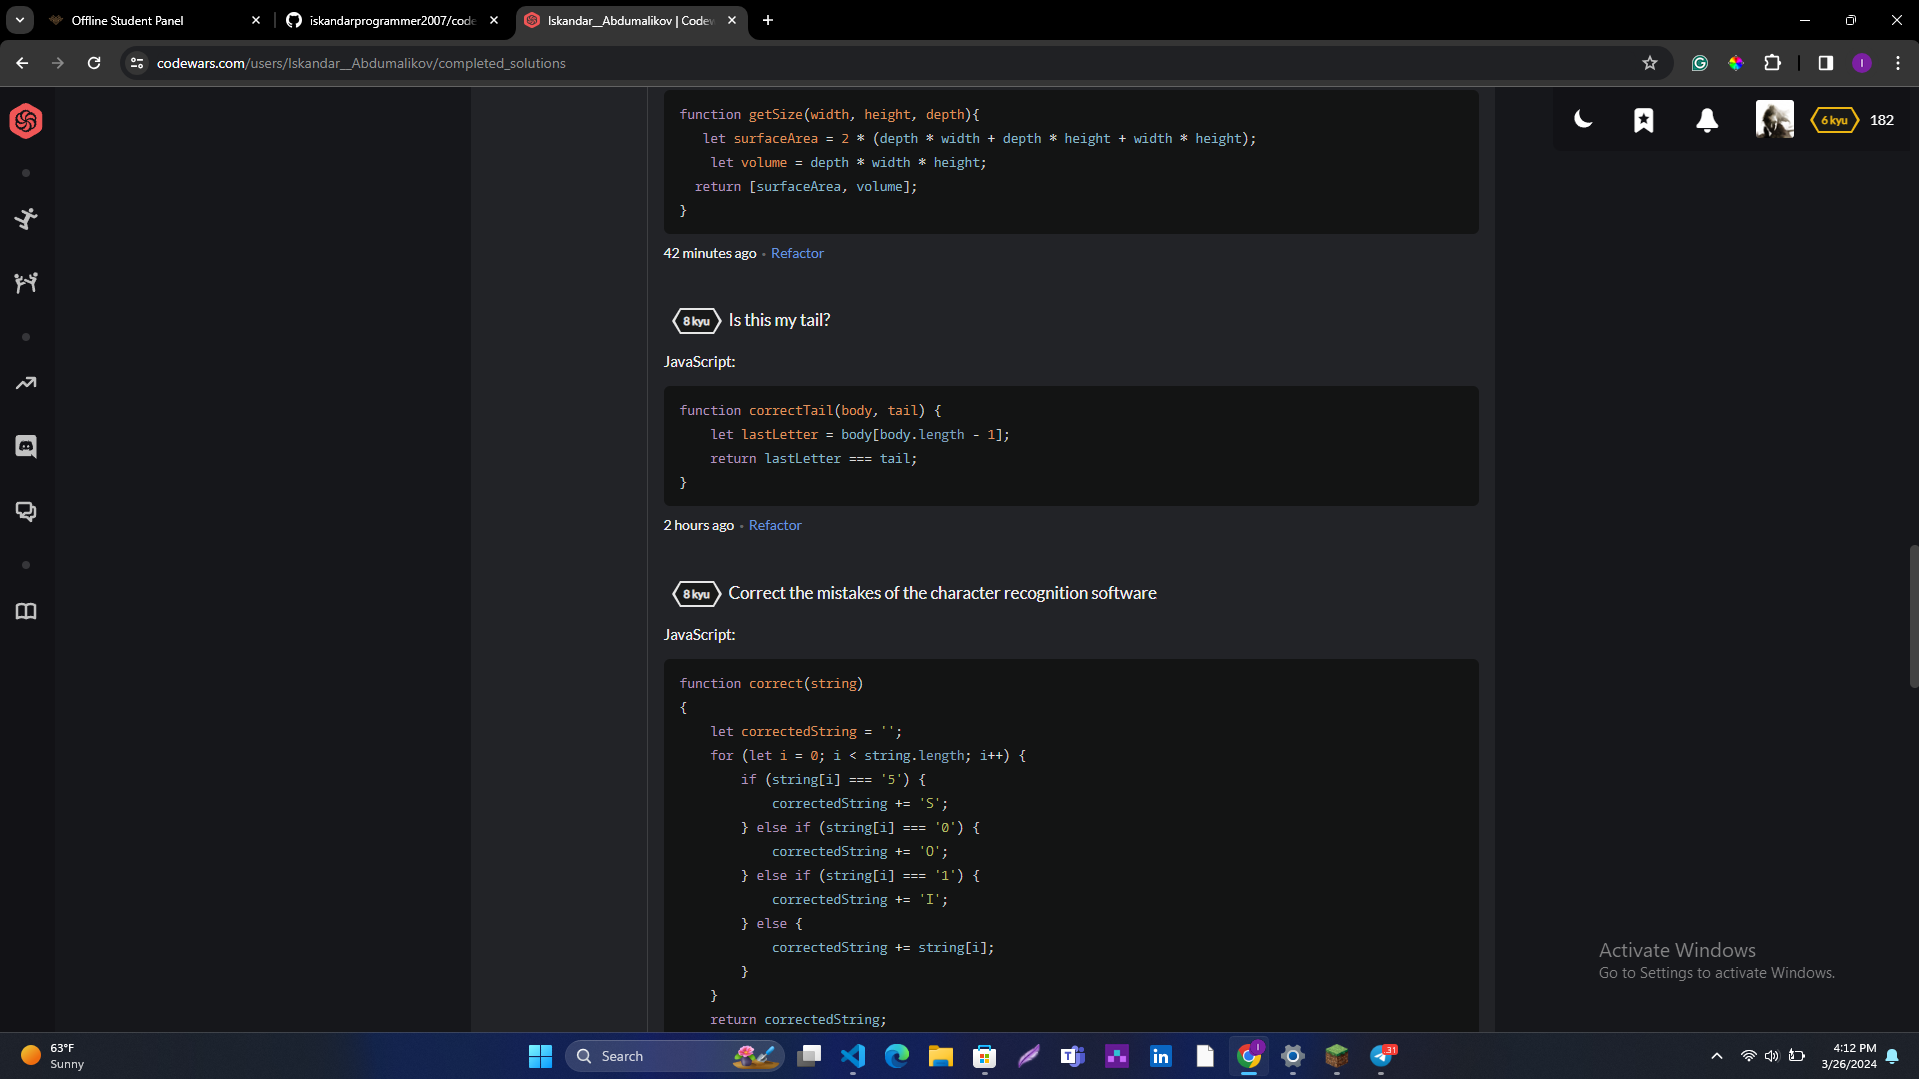 Offline Student Panel
iskandarprogrammer2007/code
Iskandar__Abdumalikov | Codew
codewars.com/users/Iskandar__Abdumalikov/completed_solutions
I
6 kyu
182
function getSize(width, height, depth){
let surfaceArea = 2 * (depth * width + depth * height + width * height);
let volume = depth * width * height;
return [surfaceArea, volume];
}
42 minutes ago • Refactor
8 kyu Is this my tail?
JavaScript:
function correctTail(body, tail) {
let lastLetter = body[body.length - 1];
return lastLetter === tail;
}
2 hours ago • Refactor
8 kyu Correct the mistakes of the character recognition software
JavaScript:
function correct(string)
{
let correctedString = '';
for (let i = 0; i < string.length; i++) {
if (string[i] === '5') {
correctedString += 'S';
} else if (string[i] === '0') {
correctedString += 'O';
} else if (string[i] === '1') {
correctedString += 'I';
} else {
correctedString += string[i];
}
}
return correctedString;
Activate Windows
Go to Settings to activate Windows.
63°F
Sunny
Search
31
4:12 PM
3/26/2024